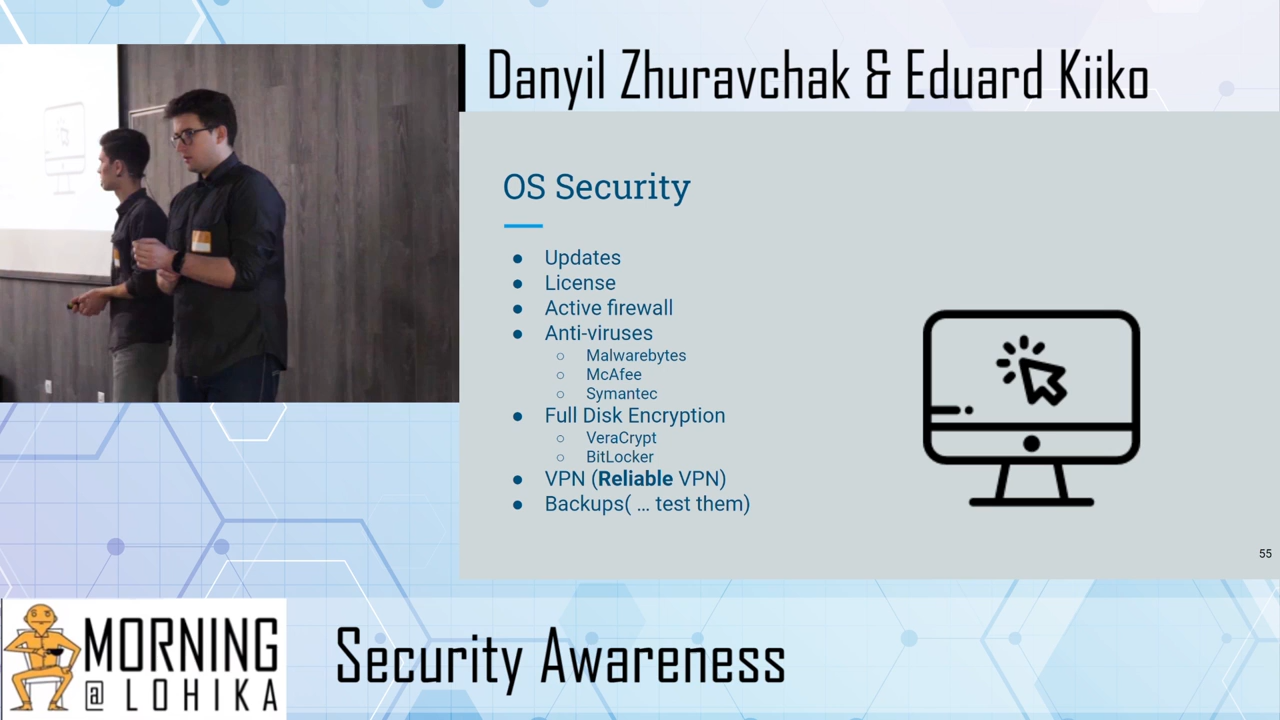 Danyil Zhuravchak & Eduard Kiiko
OS Security
● Updates
● License
● Active firewall
● Anti-viruses
○ Malwarebytes
○ McAfee
○ Symantec
● Full Disk Encryption
○ VeraCrypt
○ BitLocker
● VPN (Reliable VPN)
● Backups( ... test them)
55
MORNING
@ LOHIKA
Security Awareness